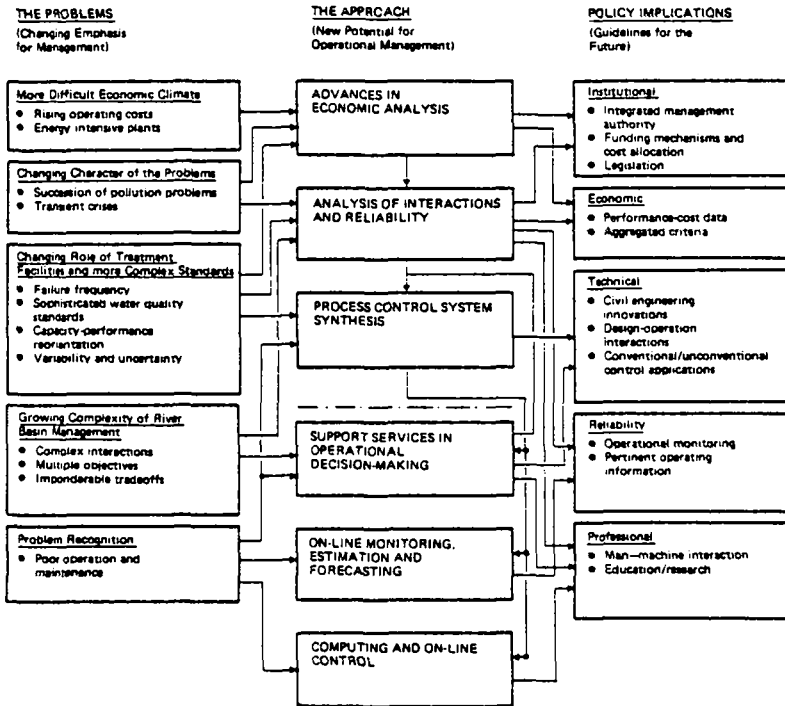 THE PROBLEMS
(Changing Emphasis
for Management)
More Difficult Economic Climate
• Rising operating costs
• Energy intensive plants
Changing Character of the Problems
• Succession of pollution problems
• Transient crises
Changing Role of Treatment
Facilities and more Complex Standards
• Failure frequency
• Sophisticated water quality
standards
• Capacity-performance
reorientation
• Variability and uncertainty
Growing Complexity of River
Basin Management
• Complex interactions
• Multiple objectives
• Imponderable tradeoffs
Problem Recognition
• Poor operation and
maintenance
THE APPROACH
(New Potential for
Operational Management)
ADVANCES IN
ECONOMIC ANALYSIS
ANALYSIS OF INTERACTIONS
AND RELIABILITY
PROCESS CONTROL SYSTEM
SYNTHESIS
SUPPORT SERVICES IN
OPERATIONAL
DECISION-MAKING
ON-LINE MONITORING,
ESTIMATION AND
FORECASTING
COMPUTING AND ON-LINE
CONTROL
POLICY IMPLICATIONS
(Guidelines for the
Future)
Institutional
• Integrated management
authority
• Funding mechanisms and
cost allocation
• Legislation
Economic
• Performance-cost data
• Aggregated criteria
Technical
• Civil engineering
innovations
• Design-operation
interactions
• Conventional/unconventional
control applications
Reliability
• Operational monitoring
• Pertinent operating
information
Professional
• Man—machine interaction
• Education/research